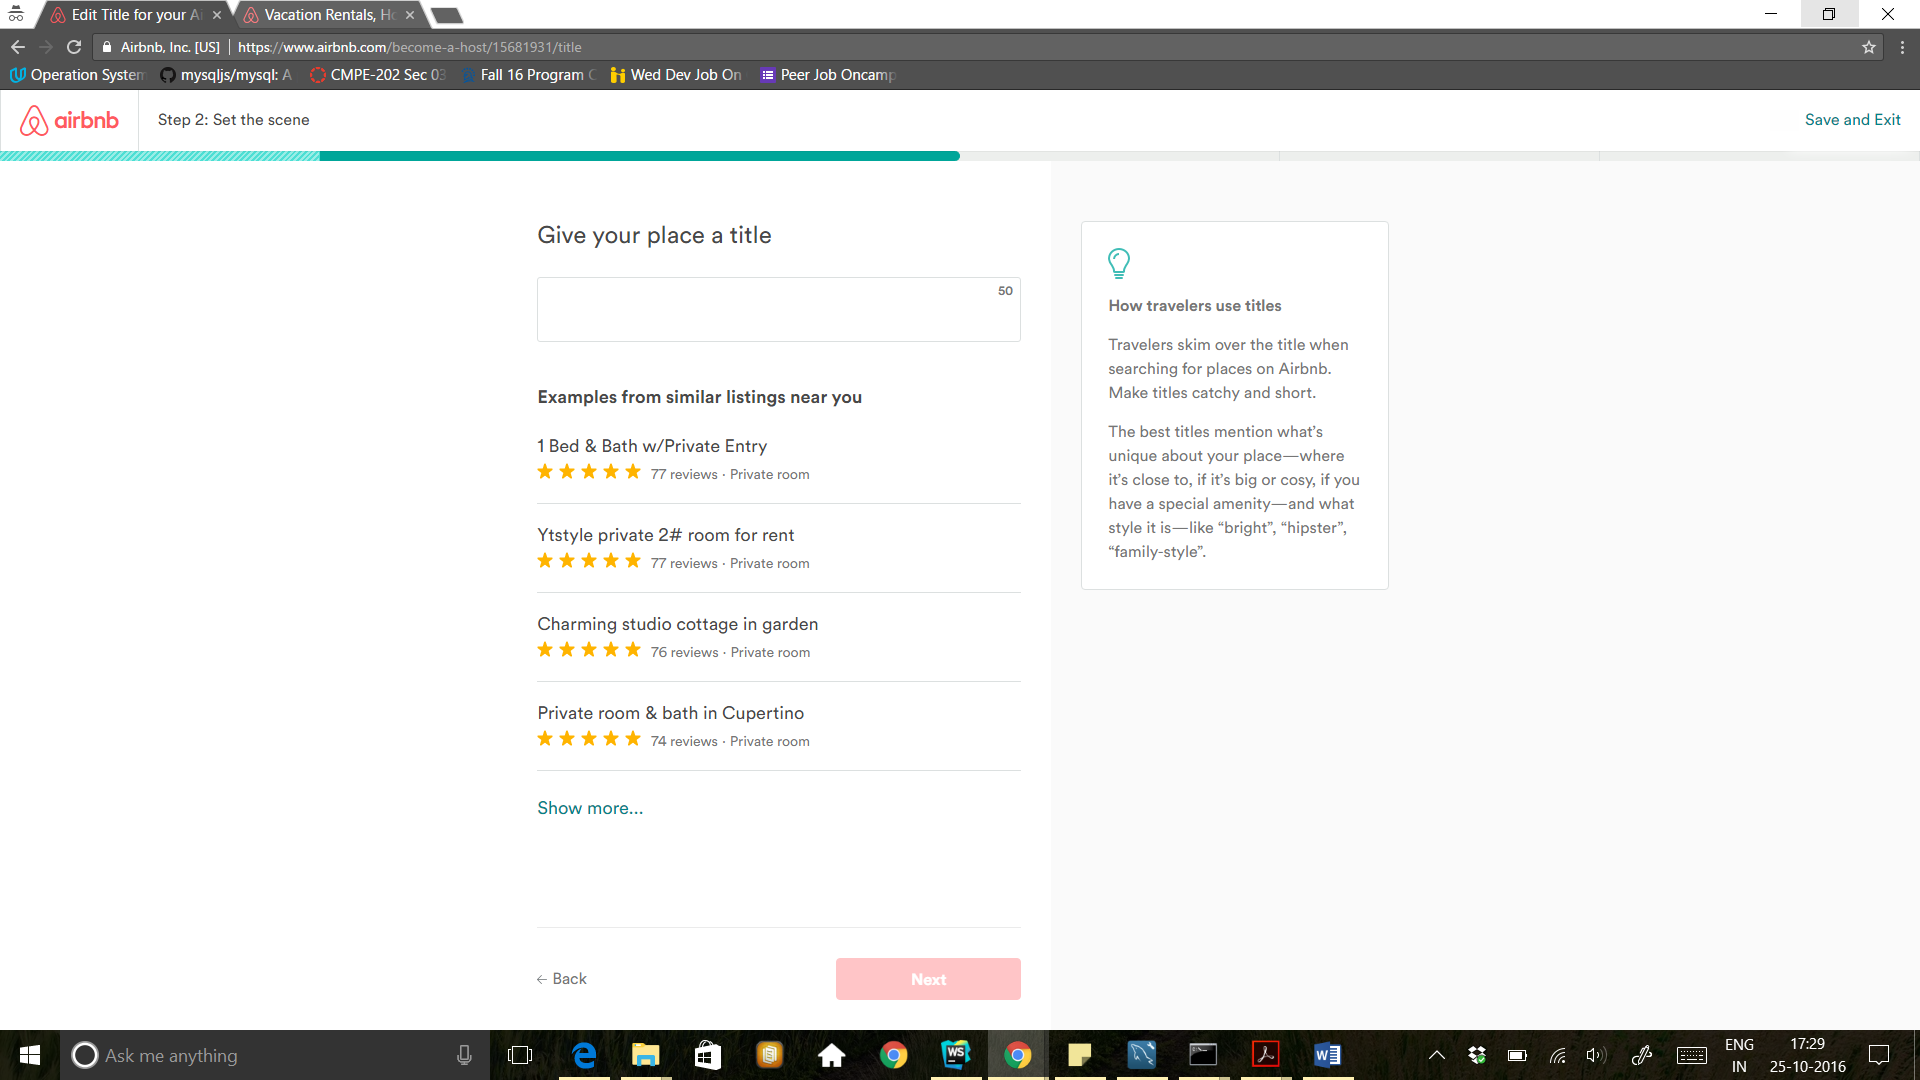 Edit Title for your Ai
Vacation Rentals, Ho
Airbnb, Inc. [US]
https://www.airbnb.com/become-a-host/15681931/title
Operation System
mysqljs/mysql: A
CMPE-202 Sec 03
Fall 16 Program C
Wed Dev Job On
Peer Job Oncamp
airbnb
Step 2: Set the scene
Save and Exit
Give your place a title
50
Examples from similar listings near you
1 Bed & Bath w/Private Entry
77 reviews · Private room
Ytstyle private 2# room for rent
77 reviews · Private room
Charming studio cottage in garden
76 reviews · Private room
Private room & bath in Cupertino
74 reviews · Private room
Show more...
Back
Next
How travelers use titles
Travelers skim over the title when
searching for places on Airbnb.
Make titles catchy and short.
The best titles mention what’s
unique about your place—where
it’s close to, if it’s big or cosy, if you
have a special amenity—and what
style it is—like “bright”, “hipster”,
“family-style”.
Ask me anything
WS
ENG
IN
17:29
25-10-2016